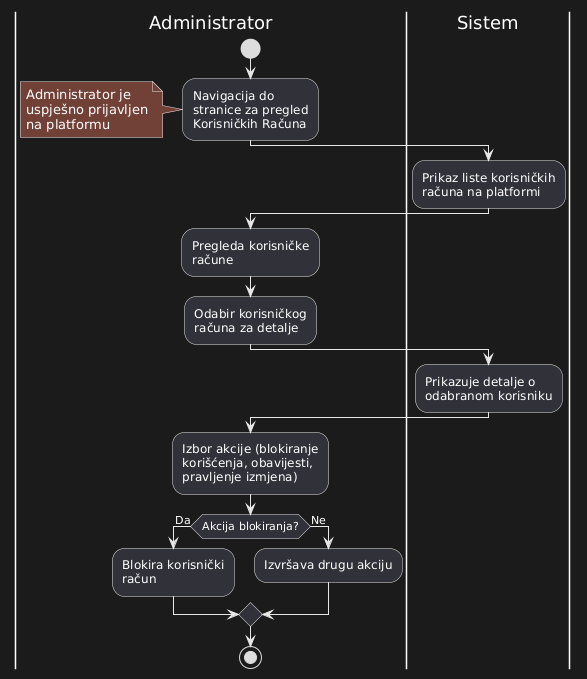 Administrator
Sistem
Administrator je
uspješno prijavljen
na platformu
Navigacija do
stranice za pregled
Korisničkih Računa
Prikaz liste korisničkih
računa na platformi
Pregleda korisničke
račune
Odabir korisničkog
računa za detalje
Prikazuje detalje o
odabranom korisniku
Izbor akcije (blokiranje
korišćenja, obavijesti,
pravljenje izmjena)
Akcija blokiranja?
Da
Ne
Blokira korisnički
račun
Izvršava drugu akciju